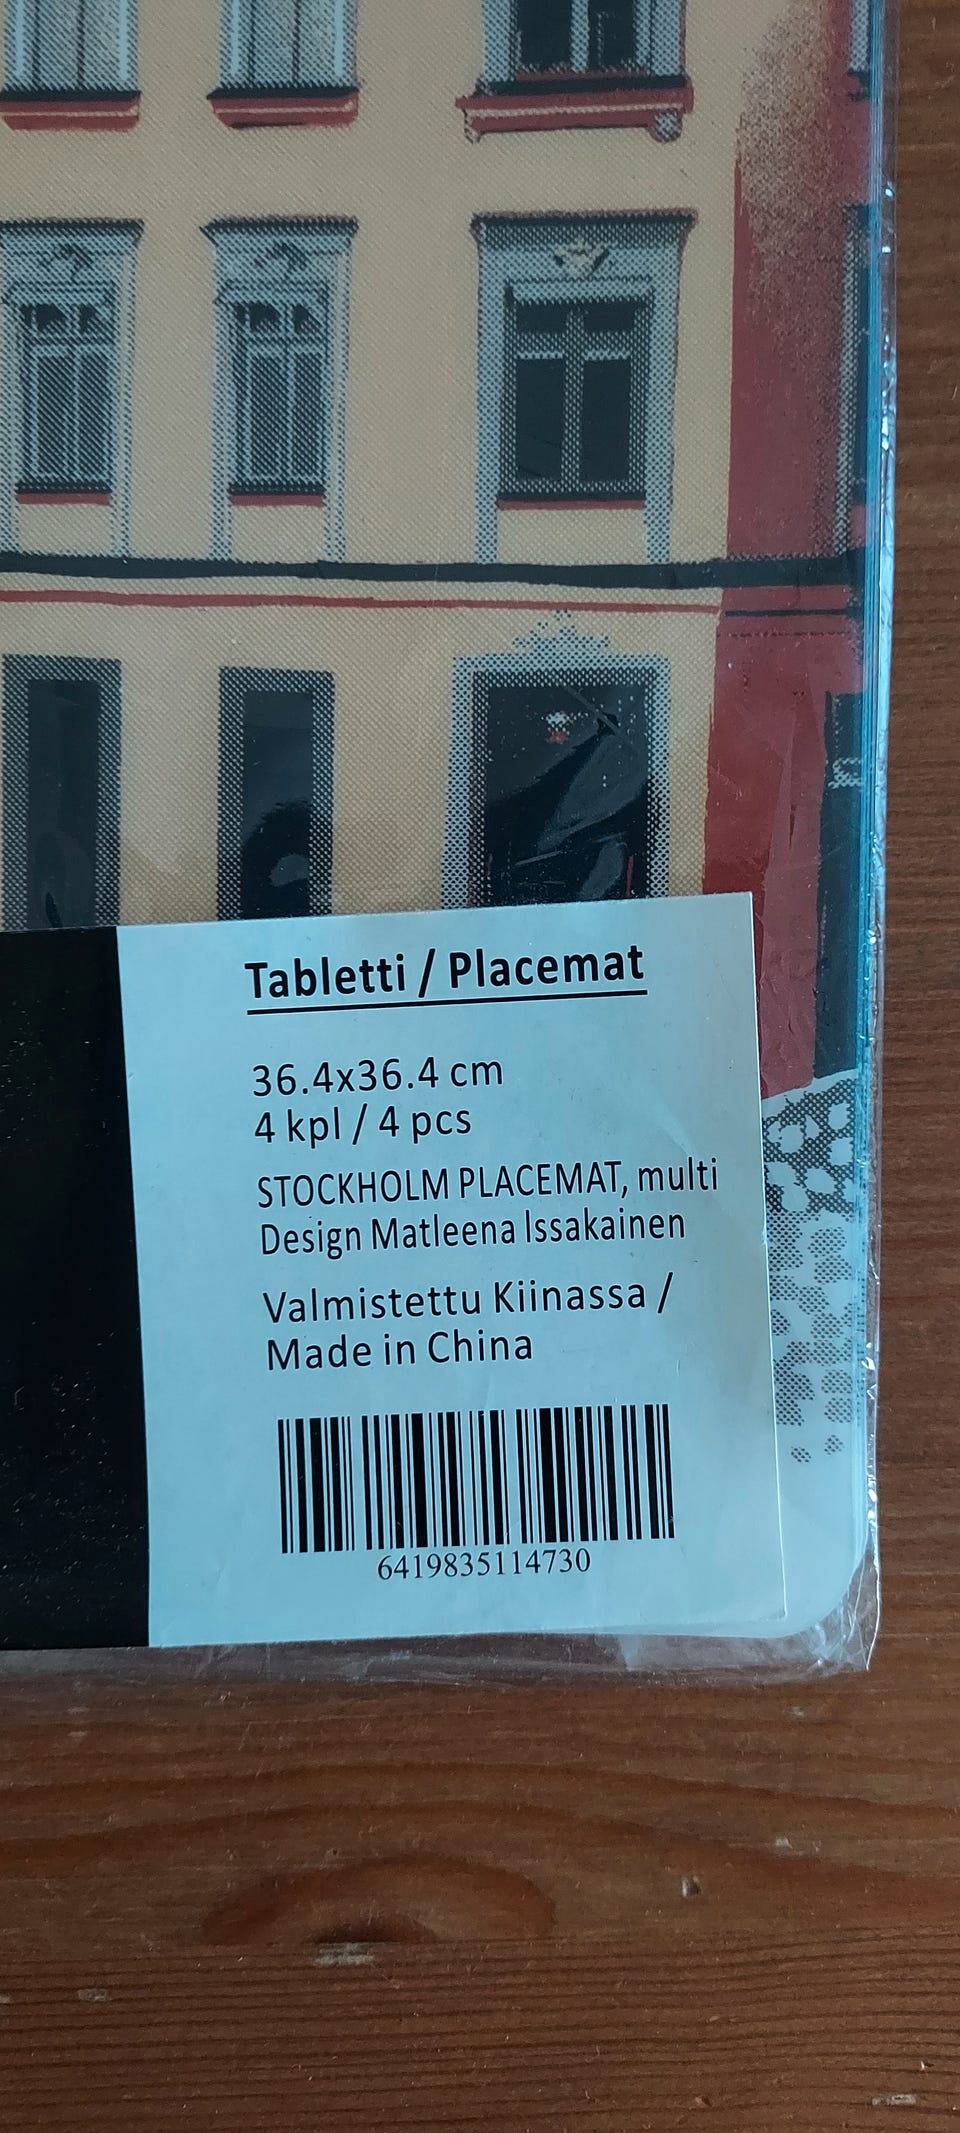 Tabletti / Placemat
36.4x36.4 cm
4 kpl / 4 pcs
STOCKHOLM PLACEMAT, multi
Design Matleena Issakainen
Valmistettu Kiinassa /
Made in China
6419835114730